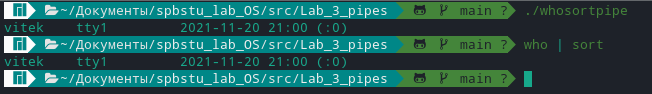 ~/Документы/spbstu_lab_OS/src/Lab_3_pipes main ? ./whosortpipe
vitek    tty1         2021-11-20 21:00 (:0)
~/Документы/spbstu_lab_OS/src/Lab_3_pipes main ? who | sort
vitek    tty1         2021-11-20 21:00 (:0)
~/Документы/spbstu_lab_OS/src/Lab_3_pipes main ?